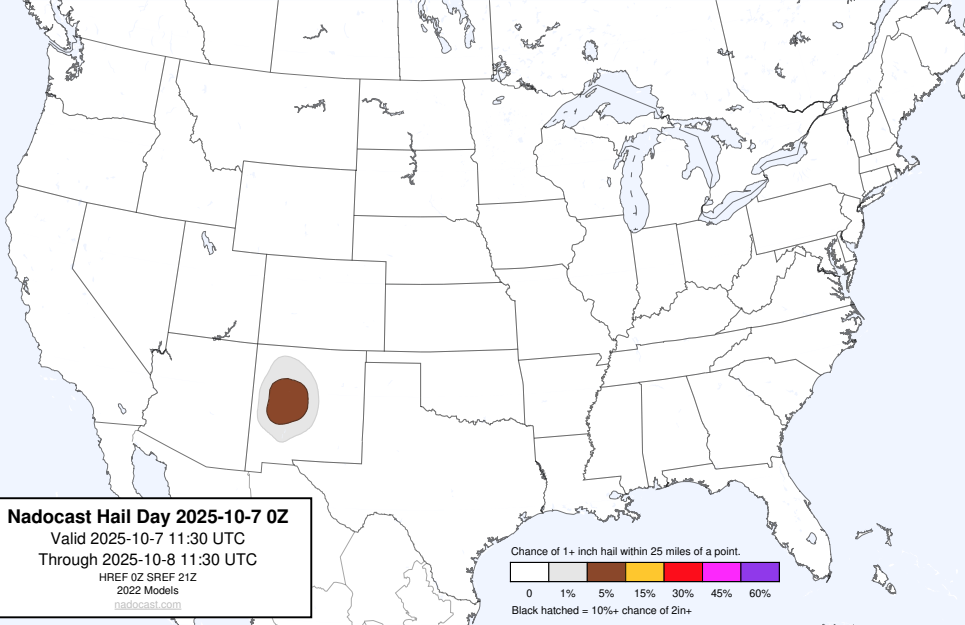 Nadocast Hail Day 2025-10-7 0Z
Valid 2025-10-7 11:30 UTC
Through 2025-10-8 11:30 UTC
HREF 0Z SREF 21Z
2022 Models
nadocast.com
Chance of 1+ inch hail within 25 miles of a point.
0 1% 5% 15% 30% 45% 60%
Black hatched = 10%+ chance of 2in+